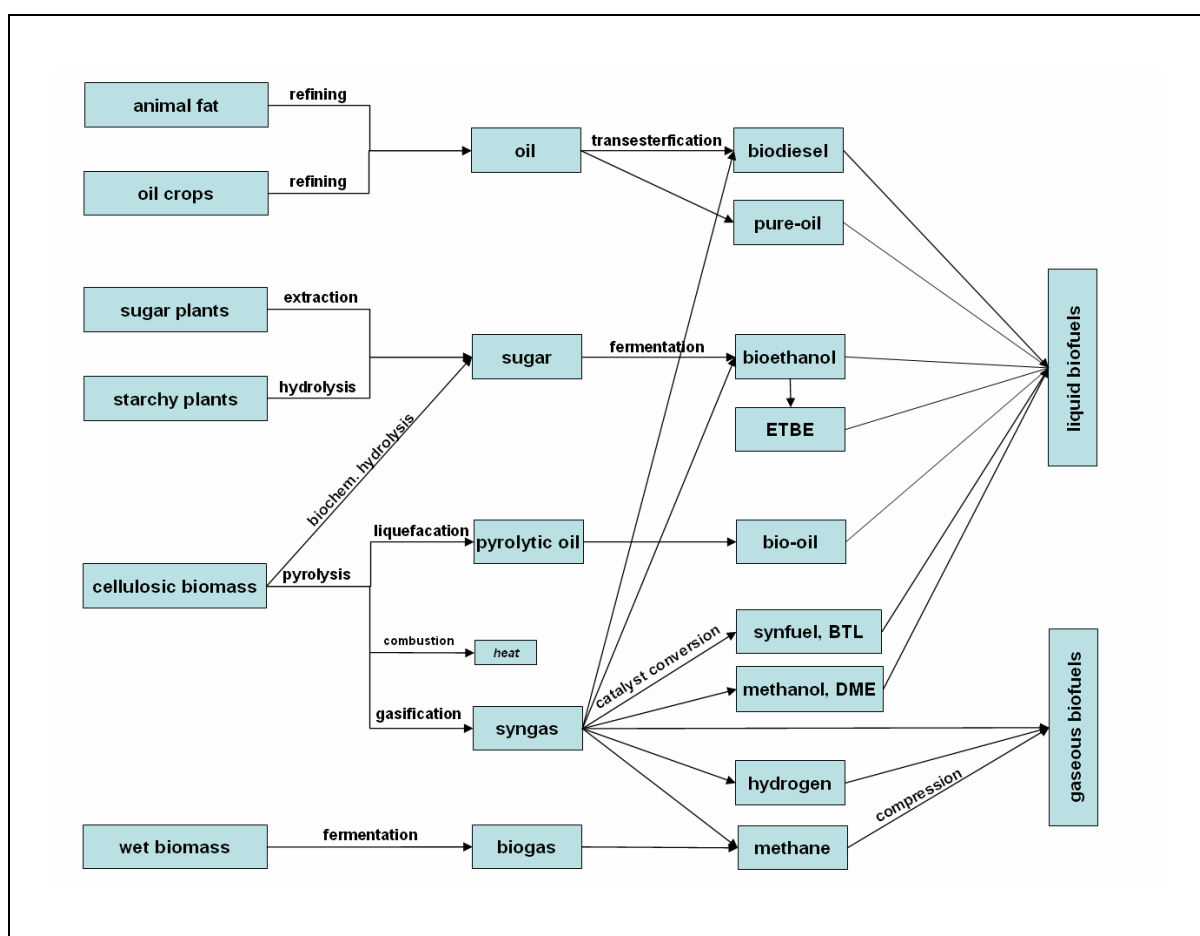 animal fat
refining
oil
transesterfication
biodiesel
oil crops
refining
pure-oil
sugar plants
extraction
sugar
fermentation
bioethanol
starchy plants
hydrolysis
ETBE
liquid biofuels
biochem. hydrolysis
cellulosic biomass
pyrolysis
liquefacation
pyrolytic oil
bio-oil
combustion
heat
gasification
syngas
catalyst conversion
synfuel, BTL
methanol, DME
hydrogen
compression
gaseous biofuels
wet biomass
fermentation
biogas
methane